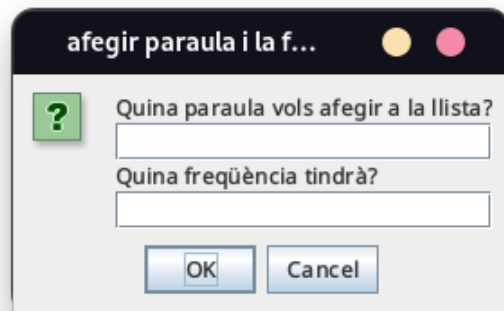 afegir paraula i la f...
Quina paraula vols afegir a la llista?
Quina freqüència tindrà?
OK Cancel